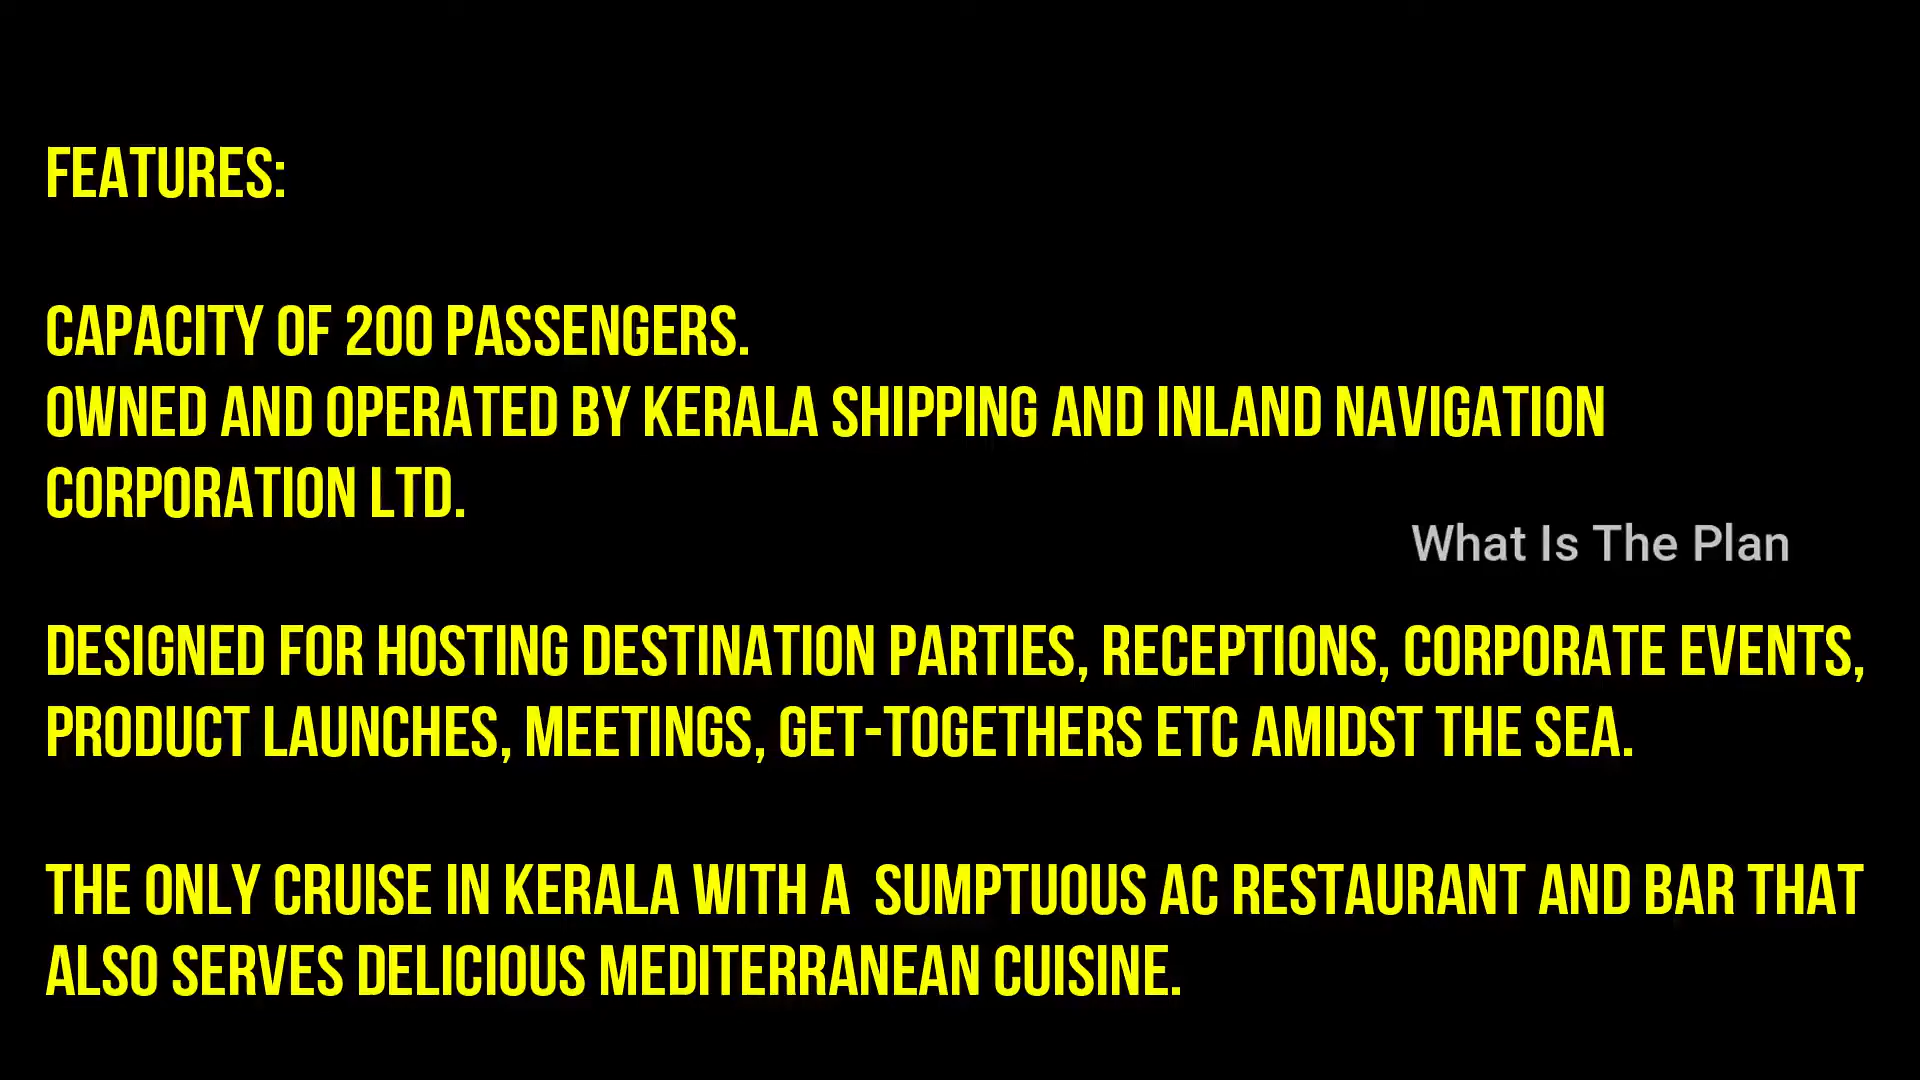 FEATURES:
CAPACITY OF 200 PASSENGERS.
OWNED AND OPERATED BY KERALA SHIPPING AND INLAND NAVIGATION
CORPORATION LTD.
What Is The Plan
DESIGNED FOR HOSTING DESTINATION PARTIES, RECEPTIONS, CORPORATE EVENTS,
PRODUCT LAUNCHES, MEETINGS, GET-TOGETHERS ETC AMIDST THE SEA.
THE ONLY CRUISE IN KERALA WITH A  SUMPTUOUS AC RESTAURANT AND BAR THAT
ALSO SERVES DELICIOUS MEDITERRANEAN CUISINE.